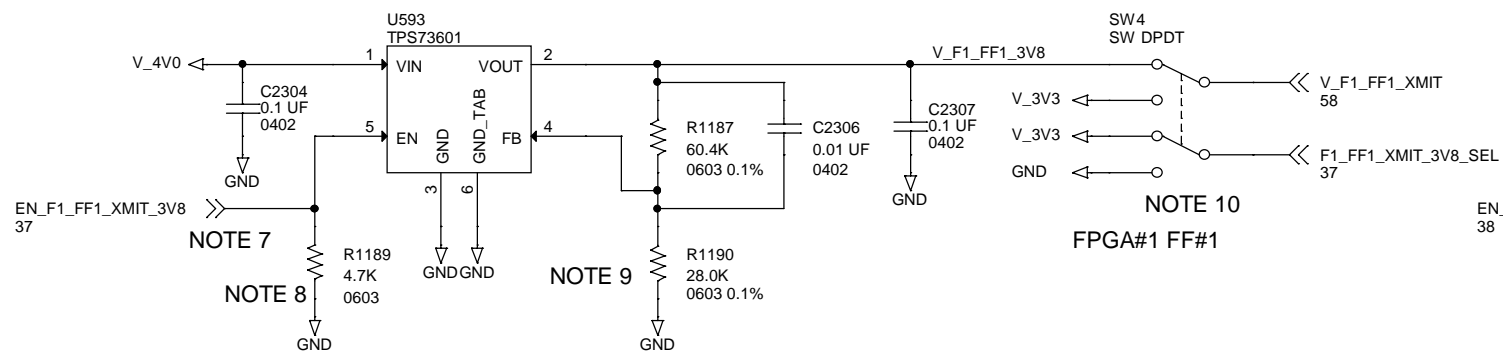 U593
TPS73601
SW4
SW DPDT
V_4V0
1
VIN
VOUT
2
V_F1_FF1_3V8
V_F1_FF1_XMIT
58
C2304
0.1 UF
0402
GND
5
EN
GND
GND_TAB
FB
4
3
6
R1187
60.4K
0603 0.1%
C2306
0.01 UF
0402
C2307
0.1 UF
0402
GND
V_3V3
V_3V3
GND
F1_FF1_XMIT_3V8_SEL
37
NOTE 10
FPGA#1 FF#1
EN_F1_FF1_XMIT_3V8
37
NOTE 7
R1189
4.7K
0603
NOTE 8
GND
GND
GND
NOTE 9
R1190
28.0K
0603 0.1%
GND
EN_
38